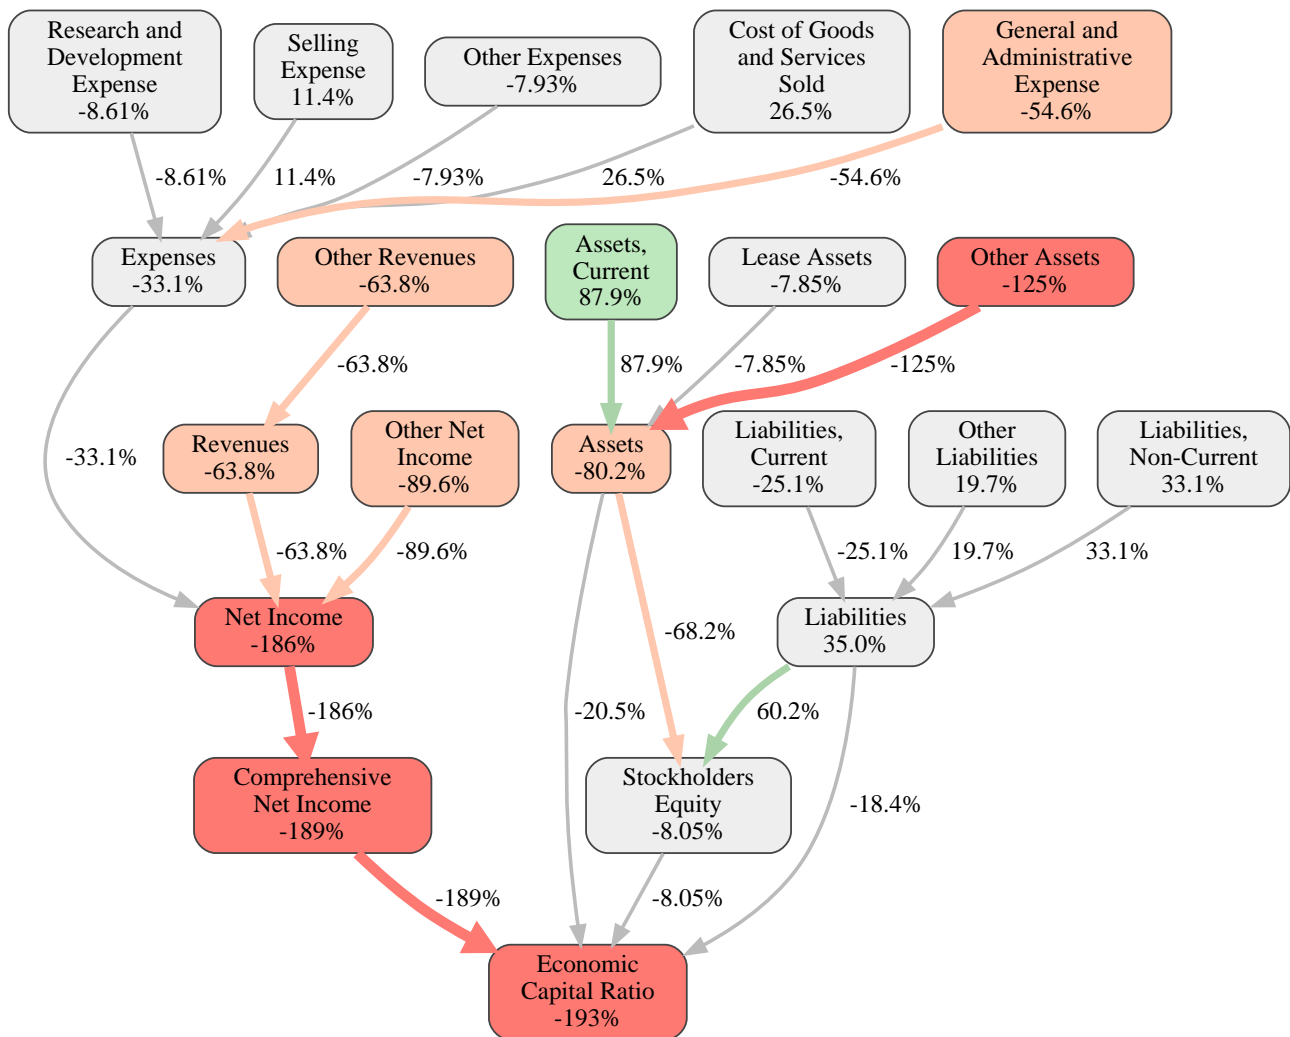 Research and
Development
Expense
-8.61%
Selling
Expense
11.4%
Other Expenses
-7.93%
Cost of Goods
and Services
Sold
26.5%
General and
Administrative
Expense
-54.6%
-8.61%
11.4%
-7.93%
26.5%
-54.6%
Expenses
-33.1%
Other Revenues
-63.8%
Assets,
Current
87.9%
Lease Assets
-7.85%
Other Assets
-125%
-63.8%
87.9%
-7.85%
-125%
-33.1%
Revenues
-63.8%
Other Net
Income
-89.6%
Assets
-80.2%
Liabilities,
Current
-25.1%
Other
Liabilities
19.7%
Liabilities,
Non-Current
33.1%
-63.8%
-89.6%
-25.1%
19.7%
33.1%
Net Income
-186%
-68.2%
Liabilities
35.0%
-186%
-20.5%
60.2%
Comprehensive
Net Income
-189%
Stockholders
Equity
-8.05%
-18.4%
-189%
-8.05%
Economic
Capital Ratio
-193%